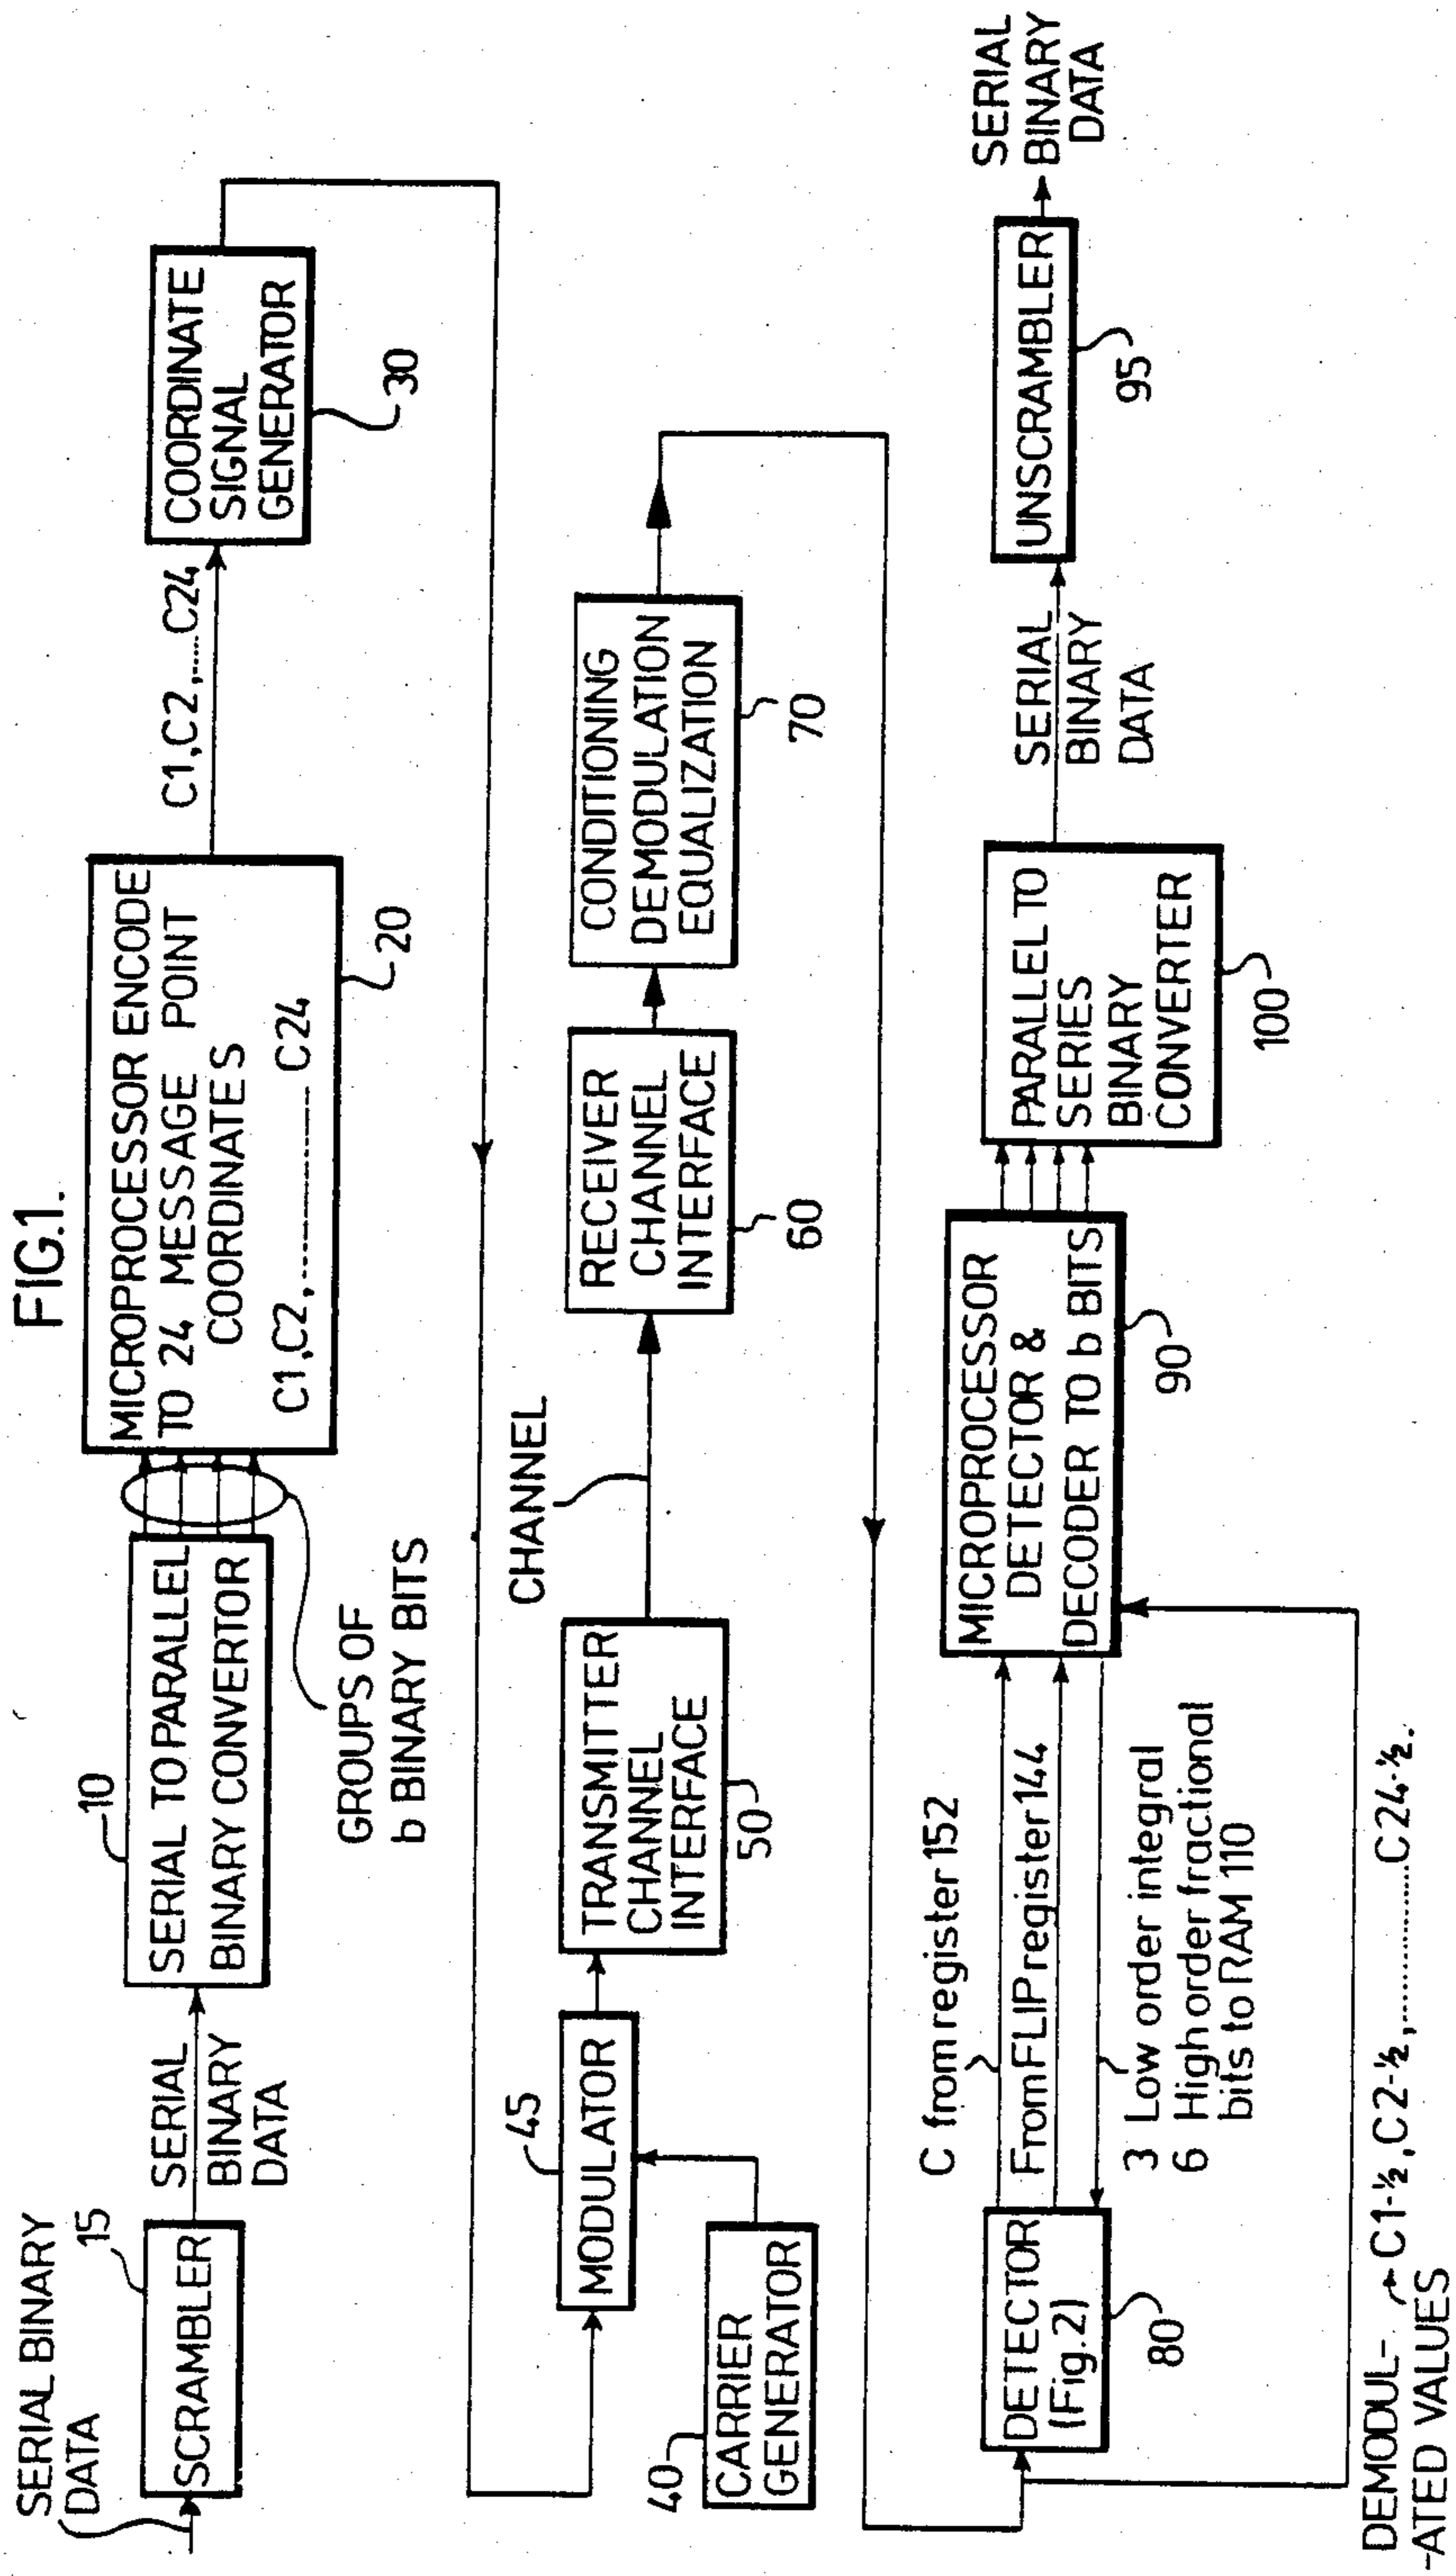 FIG.1.
SERIAL BINARY
DATA
SCRAMBLER
15
SERIAL
BINARY
DATA
10
SERIAL TO PARALLEL
BINARY CONVERTOR
GROUPS OF
b BINARY BITS
MICROPROCESSOR ENCODE
TO 24 MESSAGE POINT
COORDINATES
C1,C2,............C24
20
C1,C2,.....C24
COORDINATE
SIGNAL
GENERATOR
30
40
CARRIER
GENERATOR
45
MODULATOR
TRANSMITTER
CHANNEL
INTERFACE
50
CHANNEL
RECEIVER
CHANNEL
INTERFACE
60
CONDITIONING
DEMODULATION
EQUALIZATION
70
DETECTOR
(Fig.2)
80
C from register 152
From FLIP register 144
3 Low order integral
6 High order fractional
bits to RAM 110
MICROPROCESSOR
DETECTOR &
DECODER TO b BITS
90
PARALLEL TO
SERIES
BINARY
CONVERTER
100
SERIAL
BINARY
DATA
UNSCRAMBLER
95
SERIAL
BINARY
DATA
DEMODUL-
-ATED VALUES
C1-½,C2-½,...............C24-½.